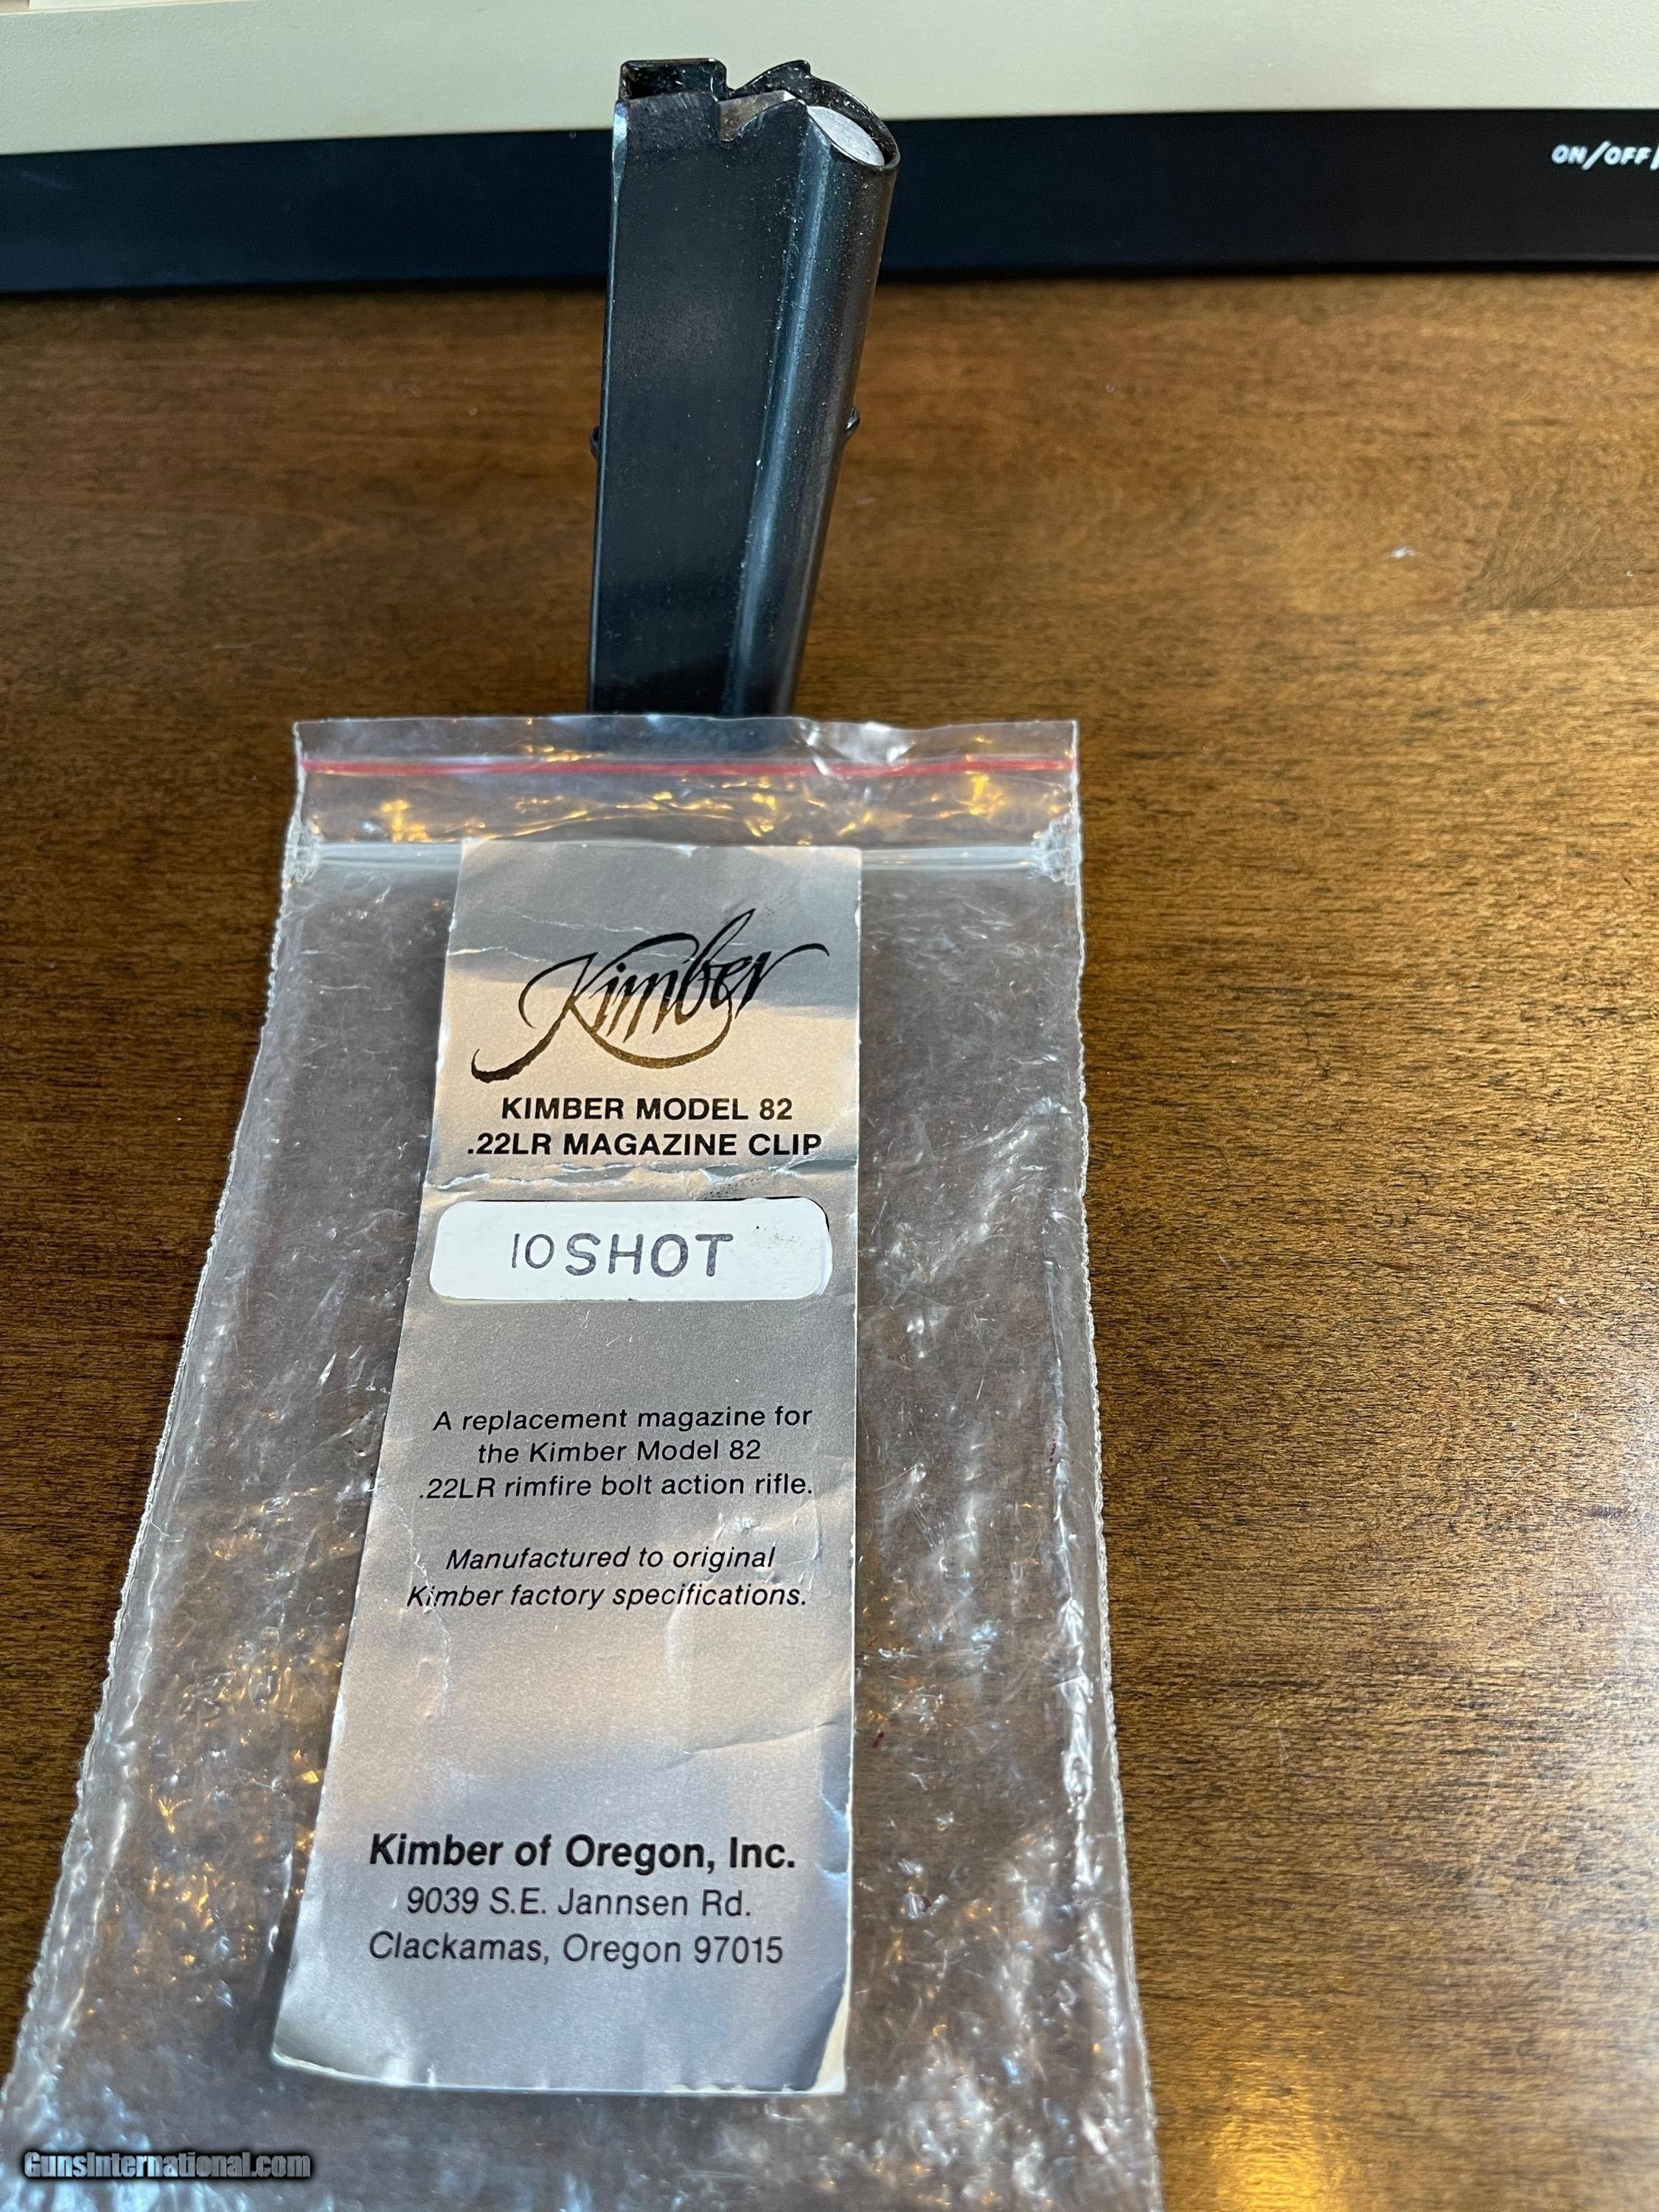 ON/OFF
Kimber
KIMBER MODEL 82
.22LR MAGAZINE CLIP
10 SHOT
A replacement magazine for
the Kimber Model 82
.22LR rimfire bolt action rifle.
Manufactured to original
Kimber factory specifications.
Kimber of Oregon, Inc.
9039 S.E. Jannsen Rd.
Clackamas, Oregon 97015
GunsInternational.com